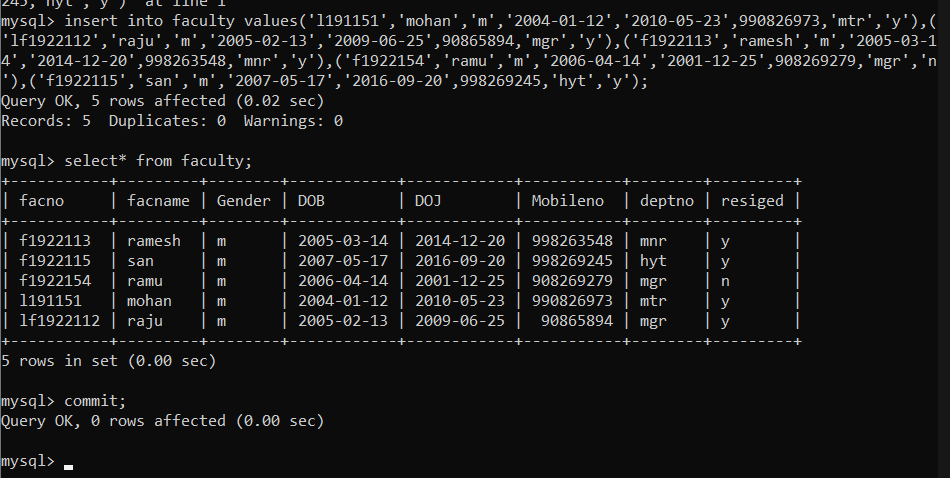 mysql> insert into faculty values('l191151','mohan','m','2004-01-12','2010-05-23',990826973,'mtr','y'),(
'lf1922112','raju','m','2005-02-13','2009-06-25',90865894,'mgr','y'),('f1922113','ramesh','m','2005-03-1
4','2014-12-20',998263548,'mnr','y'),('f1922154','ramu','m','2006-04-14','2001-12-25',908269279,'mgr','n
'),('f1922115','san','m','2007-05-17','2016-09-20',998269245,'hyt','y');
Query OK, 5 rows affected (0.02 sec)
Records: 5  Duplicates: 0  Warnings: 0
mysql> select* from faculty;
+-----------+---------+--------+------------+------------+-----------+--------+---------+
| facno     | facname | Gender | DOB        | DOJ        | Mobileno  | deptno | resiged |
+-----------+---------+--------+------------+------------+-----------+--------+---------+
| f1922113  | ramesh  | m      | 2005-03-14 | 2014-12-20 | 998263548 | mnr    | y       |
| f1922115  | san     | m      | 2007-05-17 | 2016-09-20 | 998269245 | hyt    | y       |
| f1922154  | ramu    | m      | 2006-04-14 | 2001-12-25 | 908269279 | mgr    | n       |
| l191151   | mohan   | m      | 2004-01-12 | 2010-05-23 | 990826973 | mtr    | y       |
| lf1922112 | raju    | m      | 2005-02-13 | 2009-06-25 |  90865894 | mgr    | y       |
+-----------+---------+--------+------------+------------+-----------+--------+---------+
5 rows in set (0.00 sec)
mysql> commit;
Query OK, 0 rows affected (0.00 sec)
mysql>